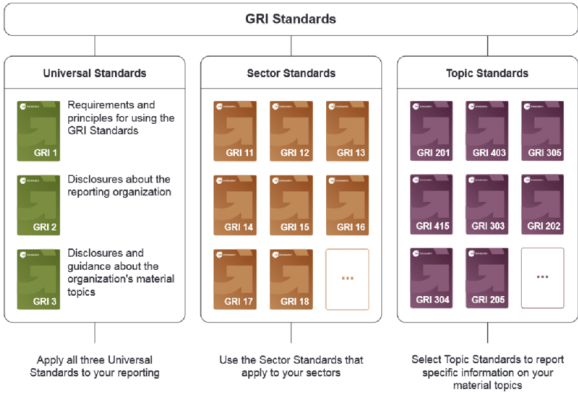 GRI Standards
Universal Standards
GRI 1
Requirements and
principles for using the
GRI Standards
GRI 2
Disclosures about the
reporting organization
GRI 3
Disclosures and
guidance about the
organization's material
topics
Apply all three Universal
Standards to your reporting
Sector Standards
GRI 11
GRI 12
GRI 13
GRI 14
GRI 15
GRI 16
GRI 17
GRI 18
...
Use the Sector Standards that
apply to your sectors
Topic Standards
GRI 201
GRI 403
GRI 305
GRI 415
GRI 303
GRI 202
GRI 304
GRI 205
...
Select Topic Standards to report
specific information on your
material topics